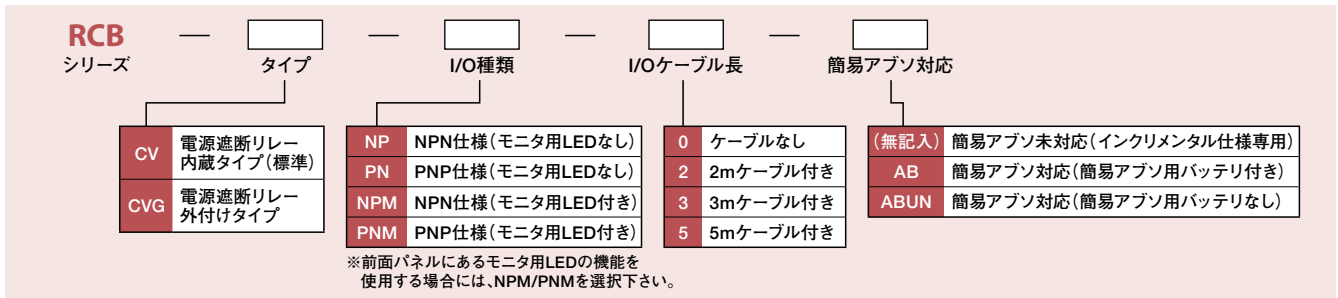 RCB — — — —
シリーズ タイプ I/O種類 I/Oケーブル長 簡易アブソ対応
CV 電源遮断リレー
内蔵タイプ(標準)
CVG 電源遮断リレー
外付けタイプ
NP NPN仕様(モニタ用LEDなし)
PN PNP仕様(モニタ用LEDなし)
NPM NPN仕様(モニタ用LED付き)
PNM PNP仕様(モニタ用LED付き)
※前面パネルにあるモニタ用LEDの機能を
使用する場合には、NPM/PNMを選択下さい。
0 ケーブルなし
2 2mケーブル付き
3 3mケーブル付き
5 5mケーブル付き
(無記入) 簡易アブソ未対応(インクリメンタル仕様専用)
AB 簡易アブソ対応(簡易アブソ用バッテリ付き)
ABUN 簡易アブソ対応(簡易アブソ用バッテリなし)